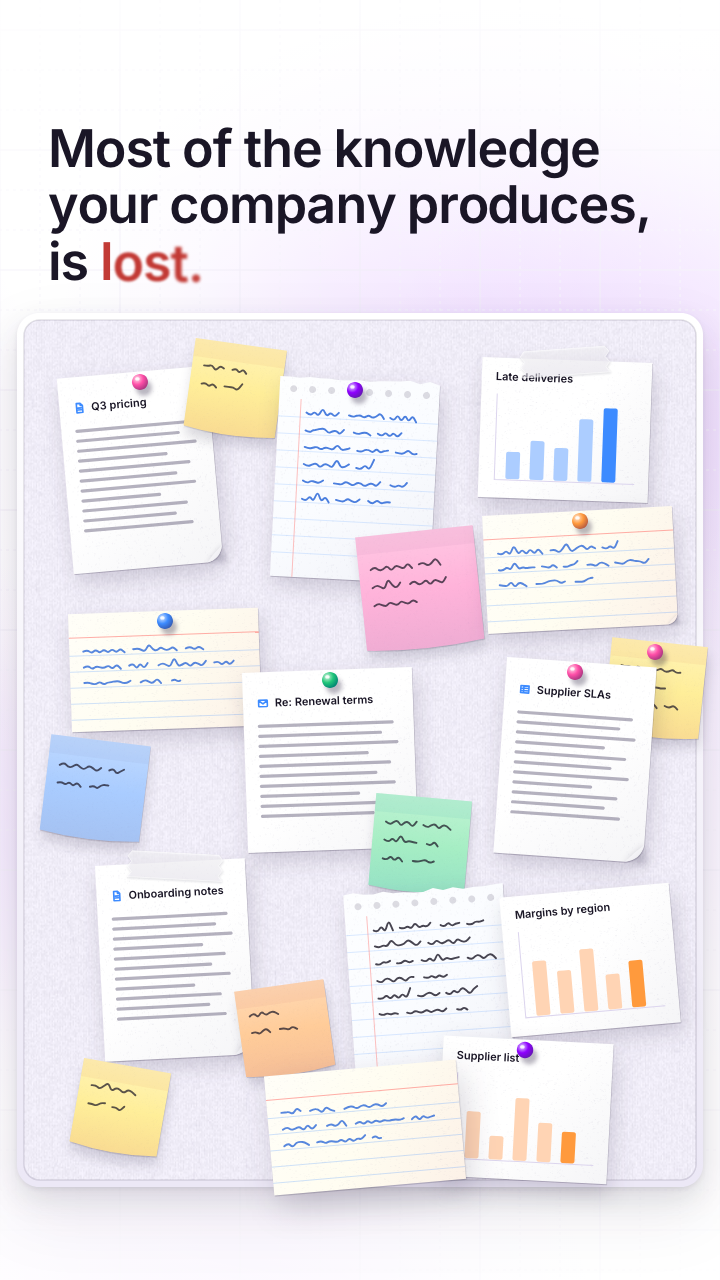 Most of the knowledge
your company produces,
is lost.
Q3 pricing
Late deliveries
Re: Renewal terms
Supplier SLAs
Onboarding notes
Margins by region
Supplier list